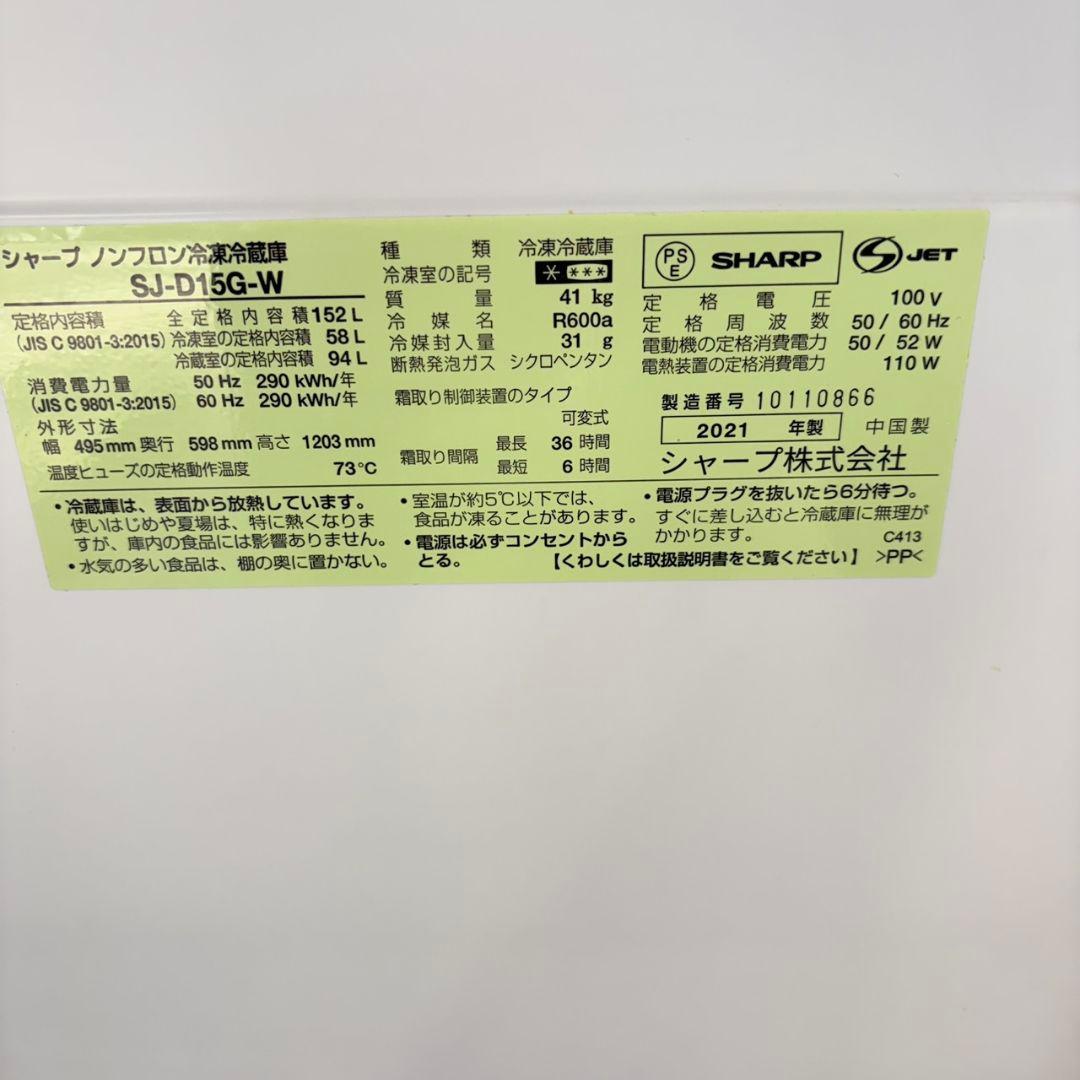 シャープ ノンフロン冷凍冷蔵庫
SJ-D15G-W
定格内容積 全定格内容積 152 L
(JIS C 9801-3:2015) 冷凍室の定格内容積 58 L
冷蔵室の定格内容積 94 L
消費電力量 50 Hz 290 kWh/年
(JIS C 9801-3:2015) 60 Hz 290 kWh/年
外形寸法
幅 495 mm 奥行 598 mm 高さ 1203 mm
温度ヒューズの定格動作温度 73℃
種類 冷凍冷蔵庫
冷凍室の記号 * ***
質量 41 kg
冷媒名 R600a
冷媒封入量 31 g
断熱発泡ガス シクロペンタン
霜取り制御装置のタイプ
可変式
霜取り間隔 最長 36 時間
最短 6 時間
PSE SHARP S JET
定格電圧 100 V
定格周波数 50 / 60 Hz
電動機の定格消費電力 50 / 52 W
電熱装置の定格消費電力 110 W
製造番号 10110866
2021 年製 中国製
シャープ株式会社
・冷蔵庫は、表面から放熱しています。
使いはじめや夏場は、特に熱くなりま
すが、庫内の食品には影響ありません。
・水気の多い食品は、棚の奥に置かない。
・室温が約5℃以下では、
食品が凍ることがあります。
・電源は必ずコンセントから
とる。
・電源プラグを抜いたら6分待つ。
すぐに差し込むと冷蔵庫に無理が
かかります。 C413
【くわしくは取扱説明書をご覧ください】 >PP<